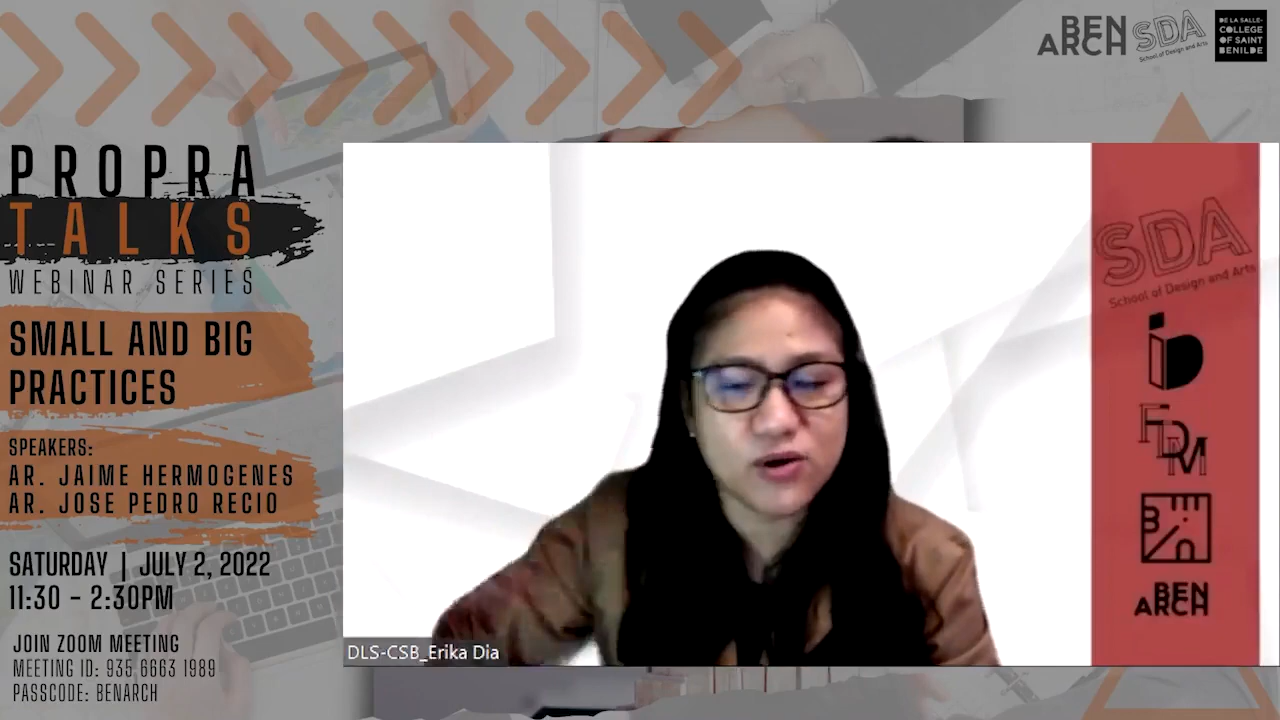 BEN
ARCH
SDA
School of Design and Arts
DE LA SALLE-
COLLEGE
OF SAINT
BENILDE
PROPRA
TALKS
WEBINAR SERIES
SMALL AND BIG
PRACTICES
SPEAKERS:
AR. JAIME HERMOGENES
AR. JOSE PEDRO RECIO
SATURDAY | JULY 2, 2022
11:30 - 2:30PM
JOIN ZOOM MEETING
MEETING ID: 935 6663 1989
PASSCODE: BENARCH
SDA
School of Design and Arts
iD
FDM
BEN
ARCH
DLS-CSB_Erika Dia